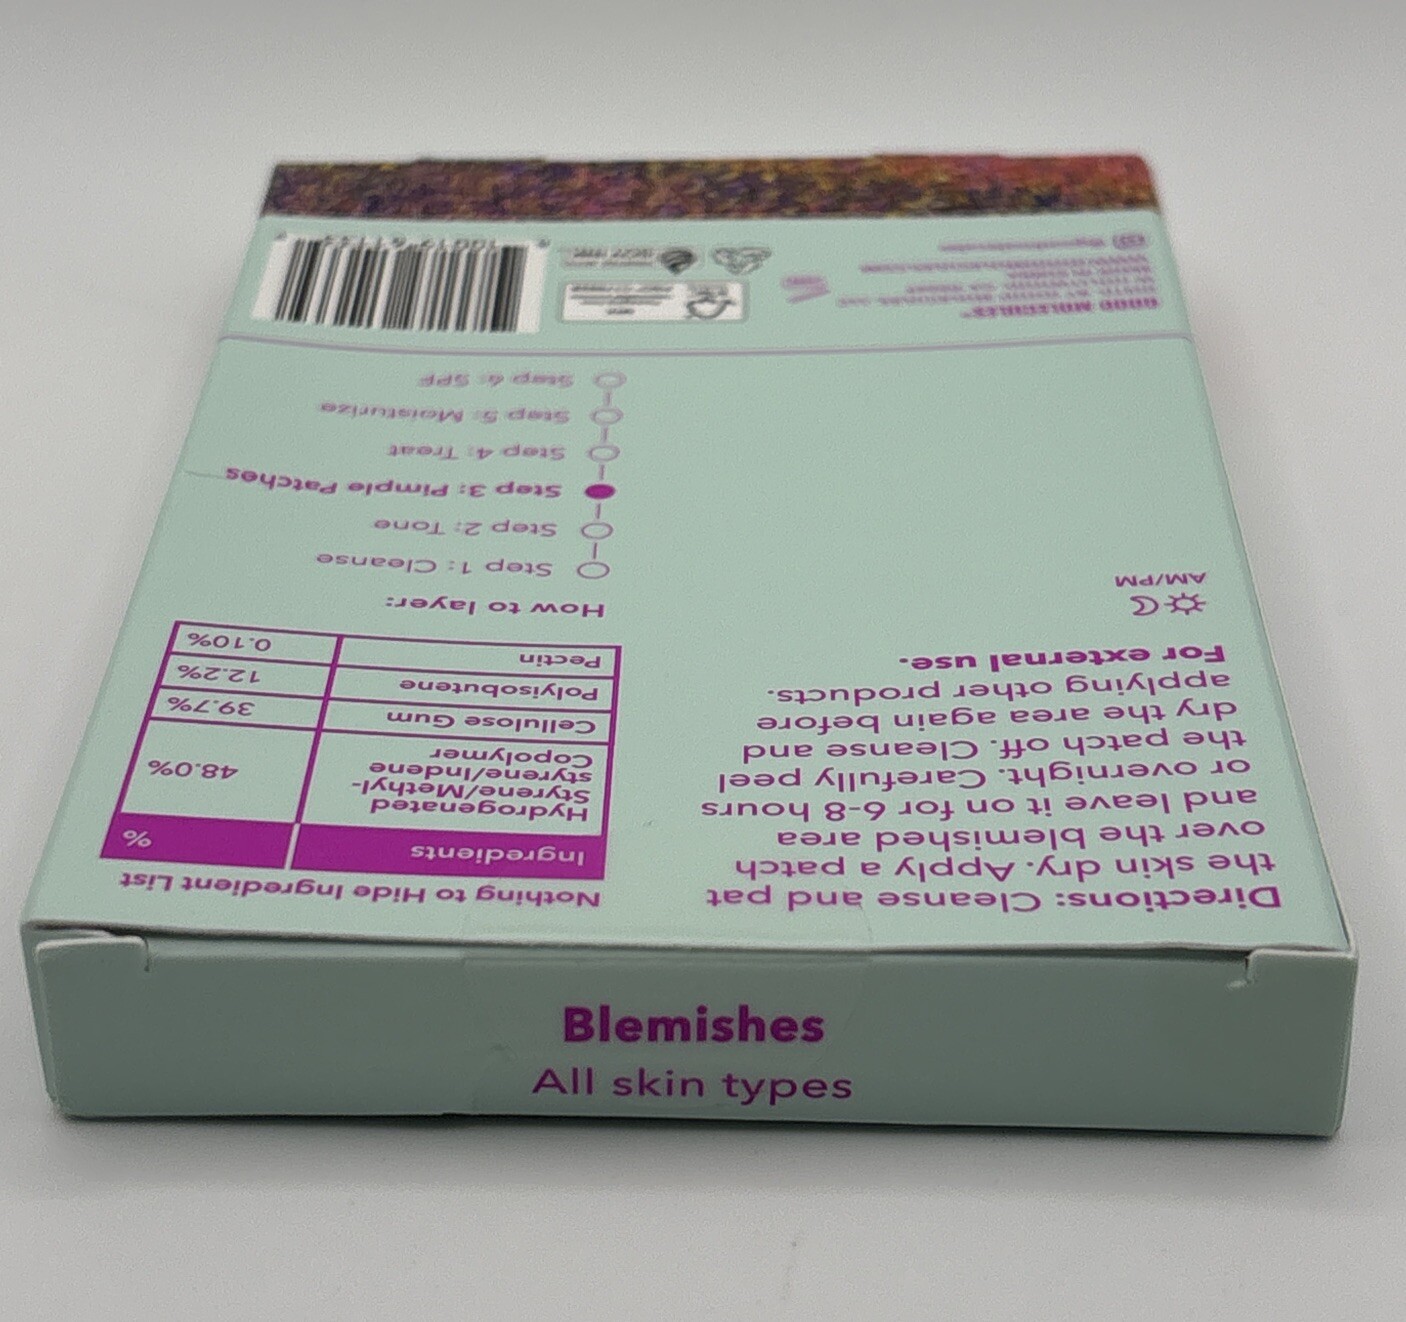 Blemishes
All skin types
Directions: Cleanse and pat
the skin dry. Apply a patch
over the blemished area
and leave it on for 6-8 hours
or overnight. Carefully peel
the patch off. Cleanse and
dry the area again before
applying other products.
For external use.
AM/PM
Nothing to Hide Ingredient List
Ingredients %
Hydrogenated
Styrene/Methyl-
styrene/Indene
Copolymer 48.0%
Cellulose Gum 39.7%
Polyisobutene 12.2%
Pectin 0.10%
How to layer:
Step 1: Cleanse
Step 2: Tone
Step 3: Pimple Patches
Step 4: Treat
Step 5: Moisturize
Step 6: SPF
GOOD MOLECULES™